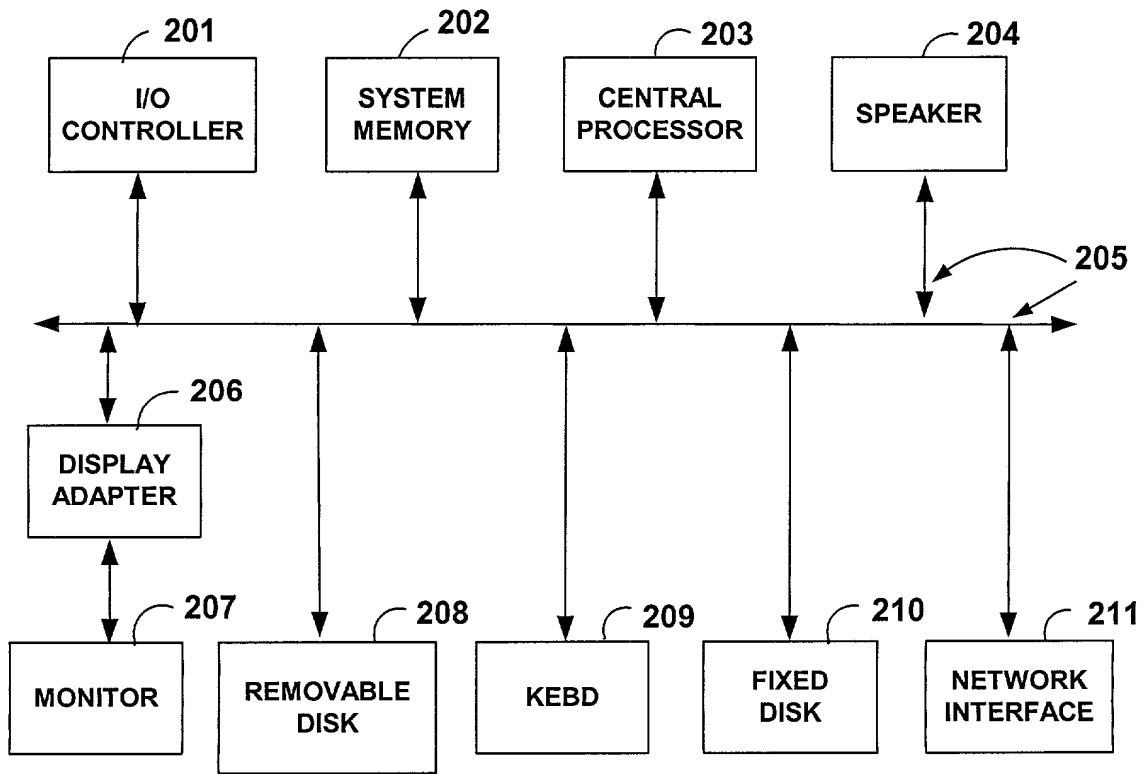 201
202
203
204
I/O
CONTROLLER
SYSTEM
MEMORY
CENTRAL
PROCESSOR
SPEAKER
205
206
DISPLAY
ADAPTER
207
208
209
210
211
MONITOR
REMOVABLE
DISK
KEBD
FIXED
DISK
NETWORK
INTERFACE